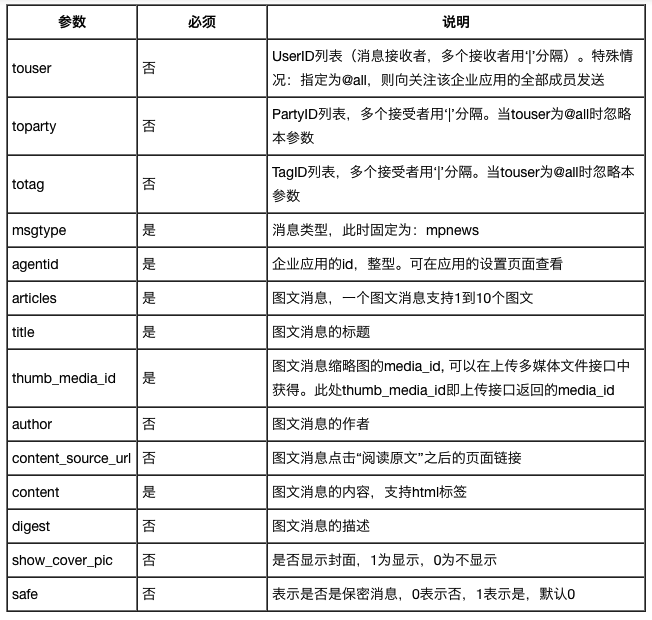 参数 必须 说明
touser 否 UserID列表（消息接收者，多个接收者用‘|’分隔）。特殊情
况：指定为@all，则向关注该企业应用的全部成员发送
toparty 否 PartyID列表，多个接受者用‘|’分隔。当touser为@all时忽略
本参数
totag 否 TagID列表，多个接受者用‘|’分隔。当touser为@all时忽略本
参数
msgtype 是 消息类型，此时固定为：mpnews
agentid 是 企业应用的id，整型。可在应用的设置页面查看
articles 是 图文消息，一个图文消息支持1到10个图文
title 是 图文消息的标题
thumb_media_id 是 图文消息缩略图的media_id, 可以在上传多媒体文件接口中
获得。此处thumb_media_id即上传接口返回的media_id
author 否 图文消息的作者
content_source_url 否 图文消息点击“阅读原文”之后的页面链接
content 是 图文消息的内容，支持html标签
digest 否 图文消息的描述
show_cover_pic 否 是否显示封面，1为显示，0为不显示
safe 否 表示是否是保密消息，0表示否，1表示是，默认0